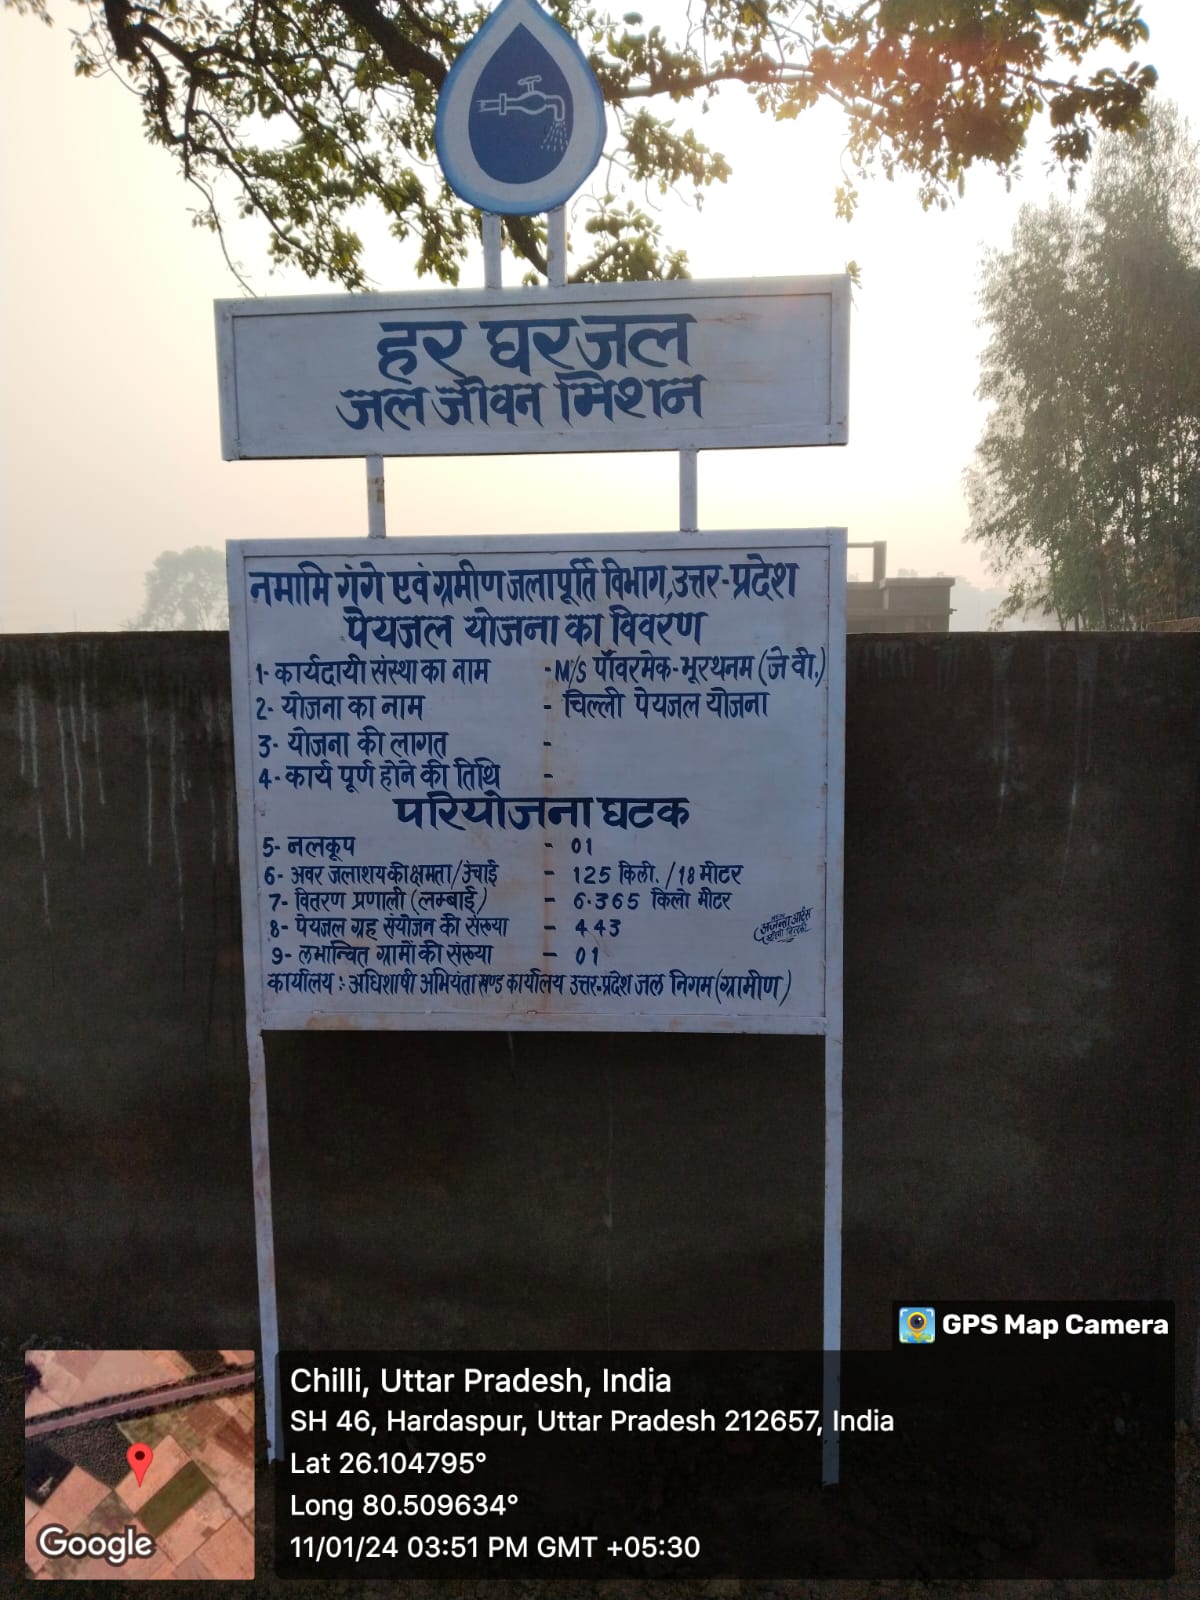 हर घर जल
जल जीवन मिशन
नमामि गंगे एवं ग्रमीण जलापूर्ति विभाग, उत्तर-प्रदेश
पेयजल योजना का विवरण
1- कार्यदायी संस्था का नाम - M/S पॉवरमेक-भूरथनम (जे वी.)
2- योजना का नाम - चिल्ली पेयजल योजना
3- योजना की लागत -
4- कार्य पूर्ण होने की तिथि -
परियोजना घटक
5- नलकूप - 01
6- अवर जलाशय की क्षमता/उंचाई - 125 किली. /18 मीटर
7- वितरण प्रणाली (लम्बाई) - 6.365 किलो मीटर
8- पेयजल ग्रह संयोजन की संख्या - 443
9- लभान्वित ग्रामों की संख्या - 01
कार्यालय :- अधिशाषी अभियंता खण्ड कार्यालय उत्तर-प्रदेश जल निगम (ग्रामीण)
GPS Map Camera
Chilli, Uttar Pradesh, India
SH 46, Hardaspur, Uttar Pradesh 212657, India
Lat 26.104795°
Long 80.509634°
11/01/24 03:51 PM GMT +05:30
Google